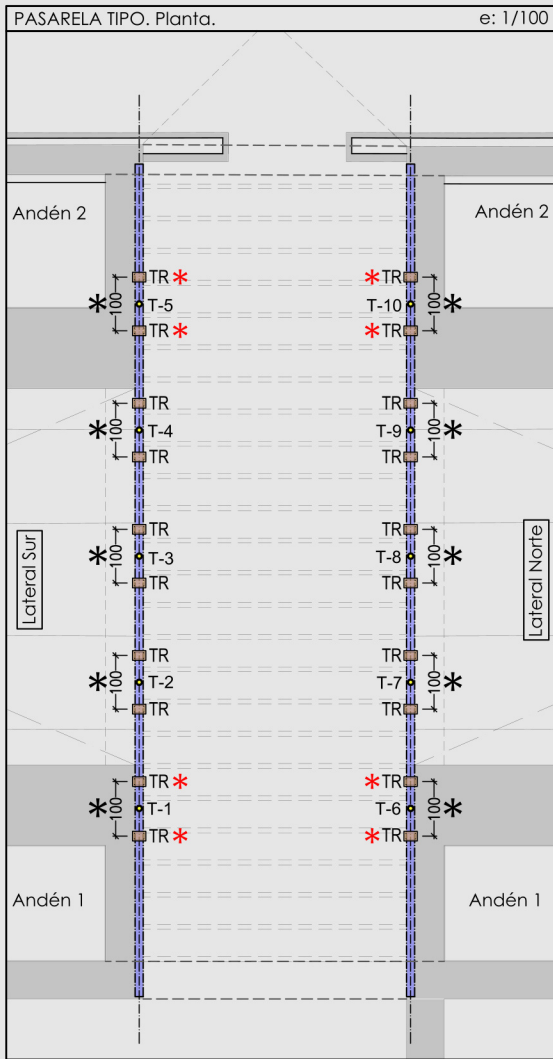 PASARELA TIPO. Planta. e: 1/100
Andén 2 Andén 2
TR * * TR
* 100 T-5 T-10 100 *
TR * * TR
TR TR
* 100 T-4 T-9 100 *
TR TR
TR TR
* 100 T-3 T-8 100 *
TR TR
Lateral Sur Lateral Norte
TR TR
* 100 T-2 T-7 100 *
TR TR
TR * * TR
* 100 T-1 T-6 100 *
TR * * TR
Andén 1 Andén 1